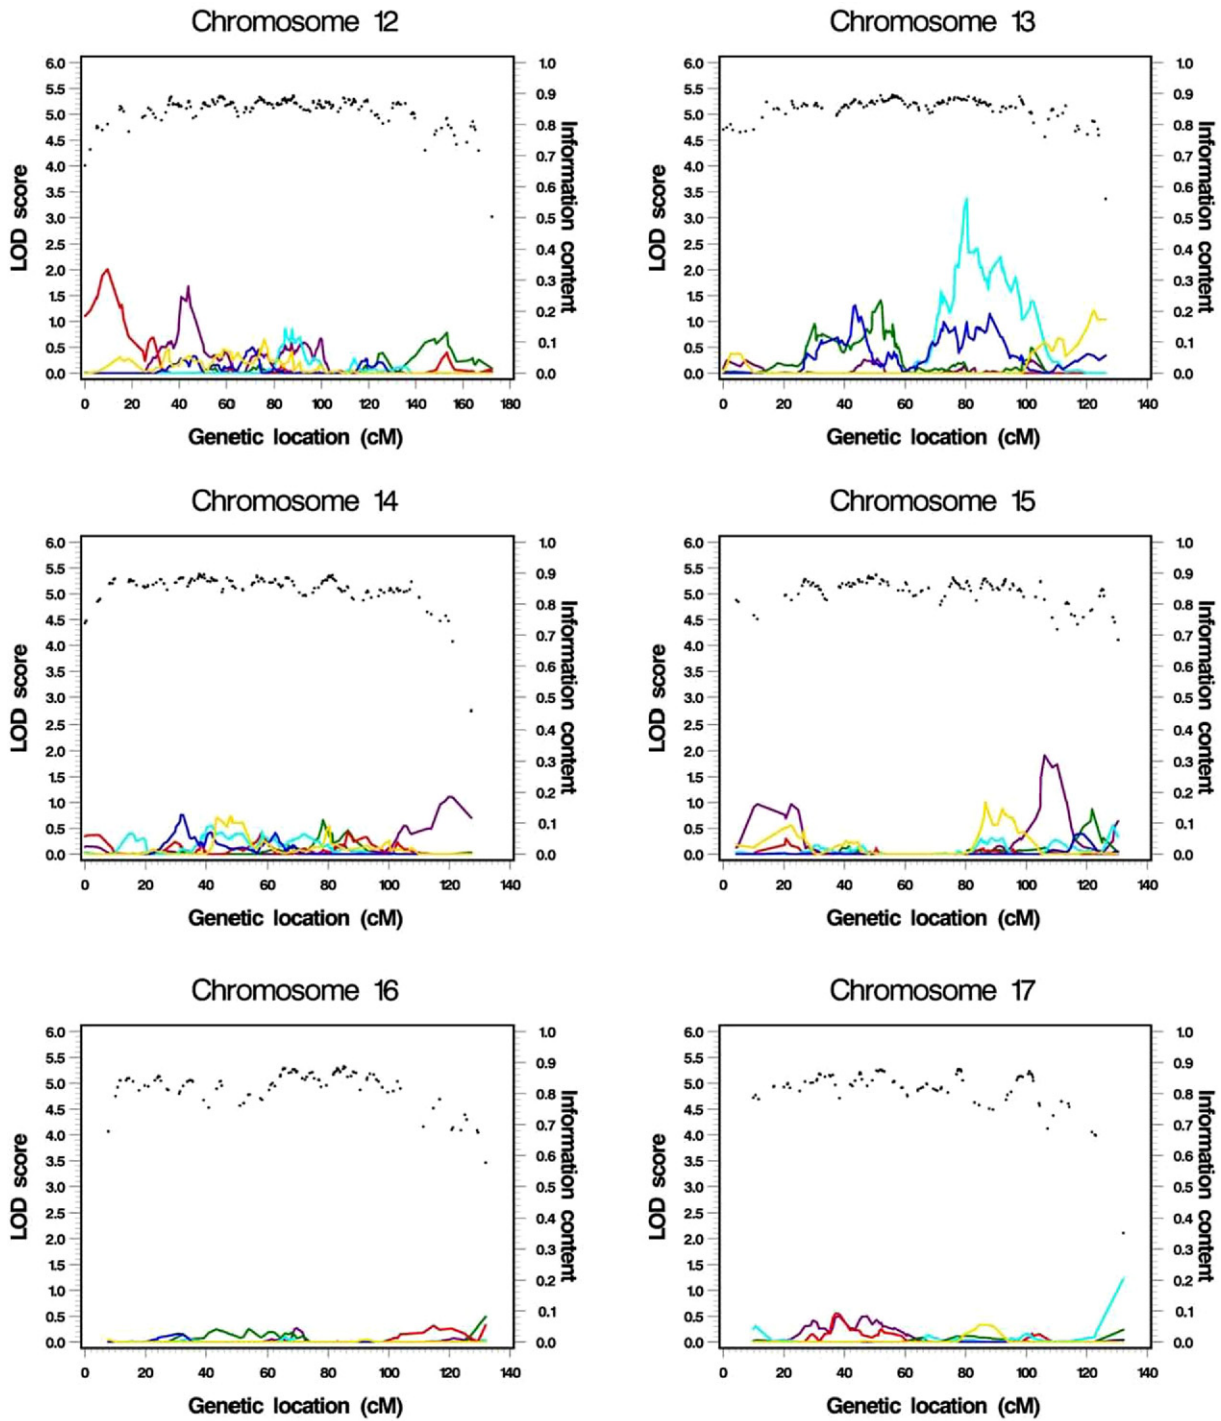 Chromosome 12
6.0 5.5 5.0 4.5 4.0 3.5 3.0 2.5 2.0 1.5 1.0 0.5 0.0
LOD score
1.0 0.9 0.8 0.7 0.6 0.5 0.4 0.3 0.2 0.1 0.0
Information content
0 20 40 60 80 100 120 140 160 180
Genetic location (cM)
Chromosome 13
6.0 5.5 5.0 4.5 4.0 3.5 3.0 2.5 2.0 1.5 1.0 0.5 0.0
LOD score
1.0 0.9 0.8 0.7 0.6 0.5 0.4 0.3 0.2 0.1 0.0
Information content
0 20 40 60 80 100 120 140
Genetic location (cM)
Chromosome 14
6.0 5.5 5.0 4.5 4.0 3.5 3.0 2.5 2.0 1.5 1.0 0.5 0.0
LOD score
1.0 0.9 0.8 0.7 0.6 0.5 0.4 0.3 0.2 0.1 0.0
Information content
0 20 40 60 80 100 120 140
Genetic location (cM)
Chromosome 15
6.0 5.5 5.0 4.5 4.0 3.5 3.0 2.5 2.0 1.5 1.0 0.5 0.0
LOD score
1.0 0.9 0.8 0.7 0.6 0.5 0.4 0.3 0.2 0.1 0.0
Information content
0 20 40 60 80 100 120 140
Genetic location (cM)
Chromosome 16
6.0 5.5 5.0 4.5 4.0 3.5 3.0 2.5 2.0 1.5 1.0 0.5 0.0
LOD score
1.0 0.9 0.8 0.7 0.6 0.5 0.4 0.3 0.2 0.1 0.0
Information content
0 20 40 60 80 100 120 140
Genetic location (cM)
Chromosome 17
6.0 5.5 5.0 4.5 4.0 3.5 3.0 2.5 2.0 1.5 1.0 0.5 0.0
LOD score
1.0 0.9 0.8 0.7 0.6 0.5 0.4 0.3 0.2 0.1 0.0
Information content
0 20 40 60 80 100 120 140
Genetic location (cM)